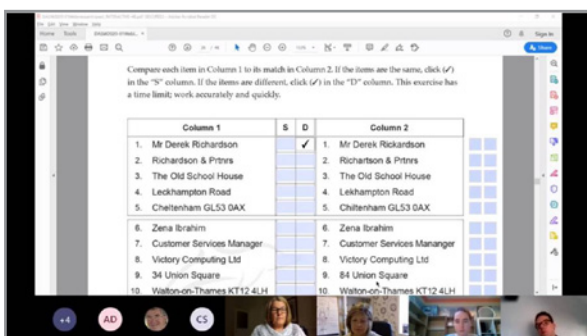 Home Tools
Sign in
Share
Compare each item in Column 1 to its match in Column 2. If the items are the same, click (✓)
in the "S" column. If the items are different, click (✓) in the "D" column. This exercise has
a time limit; work accurately and quickly.
Column 1 S D Column 2
1. Mr Derek Richardson ✓ 1. Mr Derek Rickardson
2. Richardson & Prtnrs 2. Richartson & Prtnrs
3. The Old School House 3. The Old School House
4. Leckhampton Road 4. Lekhampton Road
5. Cheltenham GL53 0AX 5. Cheltenham GL53 0AX
6. Zena Ibrahim 6. Zena Ibrahim
7. Customer Services Manager 7. Customer Services Manager
8. Victory Computing Ltd 8. Victory Computing Ltd
9. 34 Union Square 9. 84 Union Square
10. Walton-on-Thames KT12 4LH 10. Walton-on-Thames KT12 4LH
+4 AD CS